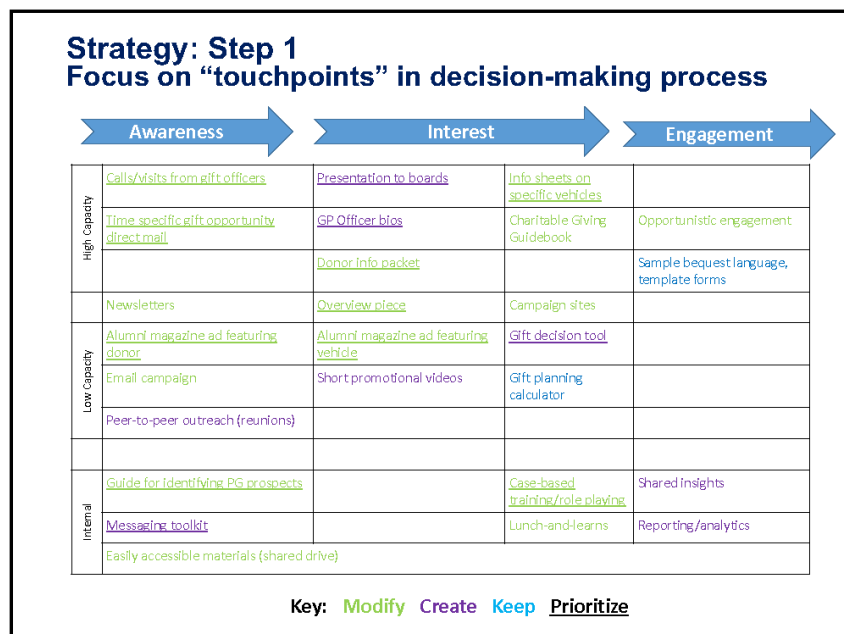 Strategy: Step 1
Focus on “touchpoints” in decision-making process
Awareness
Interest
Engagement
High Capacity
Calls/visits from gift officers
Presentation to boards
Info sheets on
specific vehicles
Time specific gift opportunity
direct mail
GP Officer bios
Charitable Giving
Guidebook
Opportunistic engagement
Donor info packet
Sample bequest language,
template forms
Newsletters
Overview piece
Campaign sites
Low Capacity
Alumni magazine ad featuring
donor
Alumni magazine ad featuring
vehicle
Gift decision tool
Email campaign
Short promotional videos
Gift planning
calculator
Peer-to-peer outreach (reunions)
Internal
Guide for identifying PG prospects
Case-based
training/role playing
Shared insights
Messaging toolkit
Lunch-and-learns
Reporting/analytics
Easily accessible materials (shared drive)
Key: Modify Create Keep Prioritize